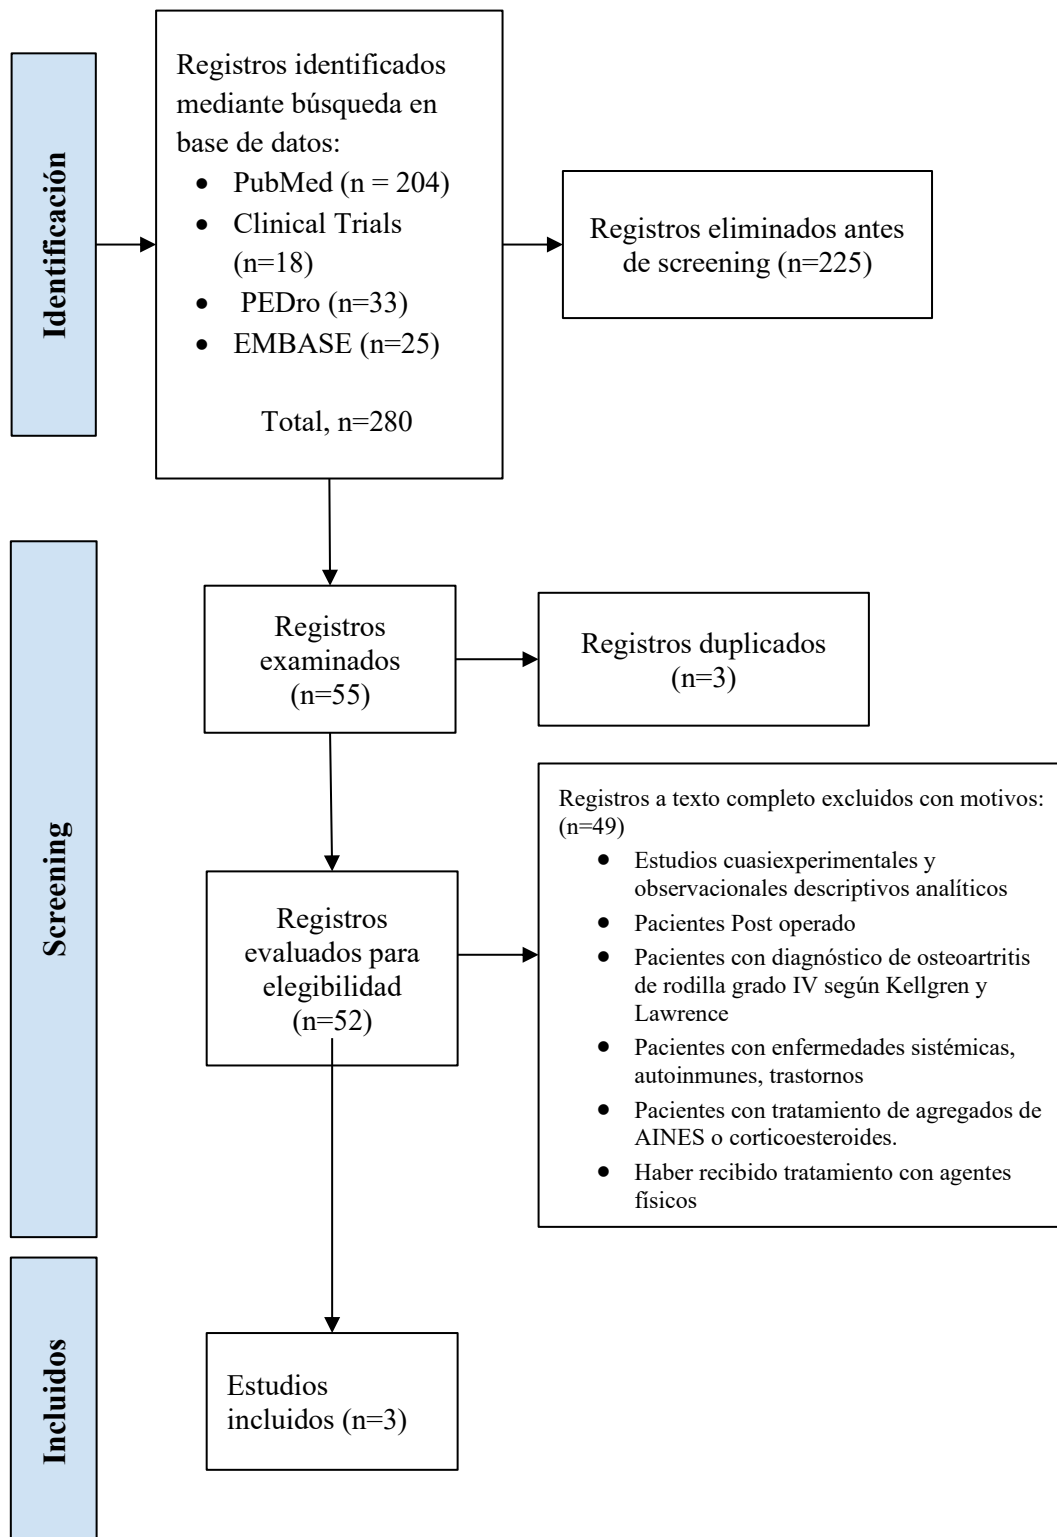 Identificación
Registros identificados
mediante búsqueda en
base de datos:
• PubMed (n = 204)
• Clinical Trials
(n=18)
• PEDro (n=33)
• EMBASE (n=25)
Total, n=280
Registros eliminados antes
de screening (n=225)
Screening
Registros
examinados
(n=55)
Registros duplicados
(n=3)
Registros
evaluados para
elegibilidad
(n=52)
Registros a texto completo excluidos con motivos:
(n=49)
• Estudios cuasiexperimentales y
observacionales descriptivos analíticos
• Pacientes Post operado
• Pacientes con diagnóstico de osteoartritis
de rodilla grado IV según Kellgren y
Lawrence
• Pacientes con enfermedades sistémicas,
autoinmunes, trastornos
• Pacientes con tratamiento de agregados de
AINES o corticoesteroides.
• Haber recibido tratamiento con agentes
físicos
Incluidos
Estudios
incluidos (n=3)